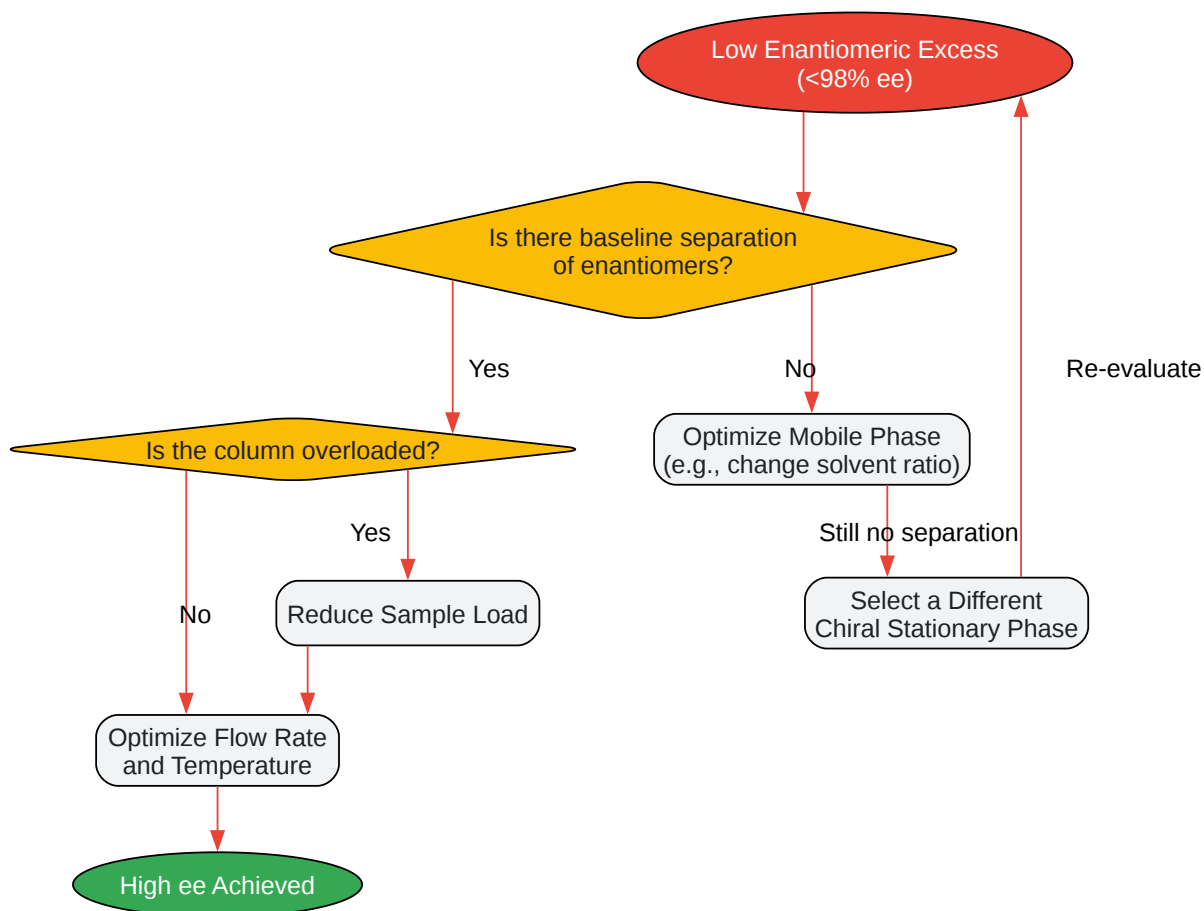 Low Enantiomeric Excess
(<98% ee)
Is there baseline separation
of enantiomers?
Yes
No
Re-evaluate
Is the column overloaded?
Optimize Mobile Phase
(e.g., change solvent ratio)
Yes
Still no separation
No
Reduce Sample Load
Select a Different
Chiral Stationary Phase
Optimize Flow Rate
and Temperature
High ee Achieved